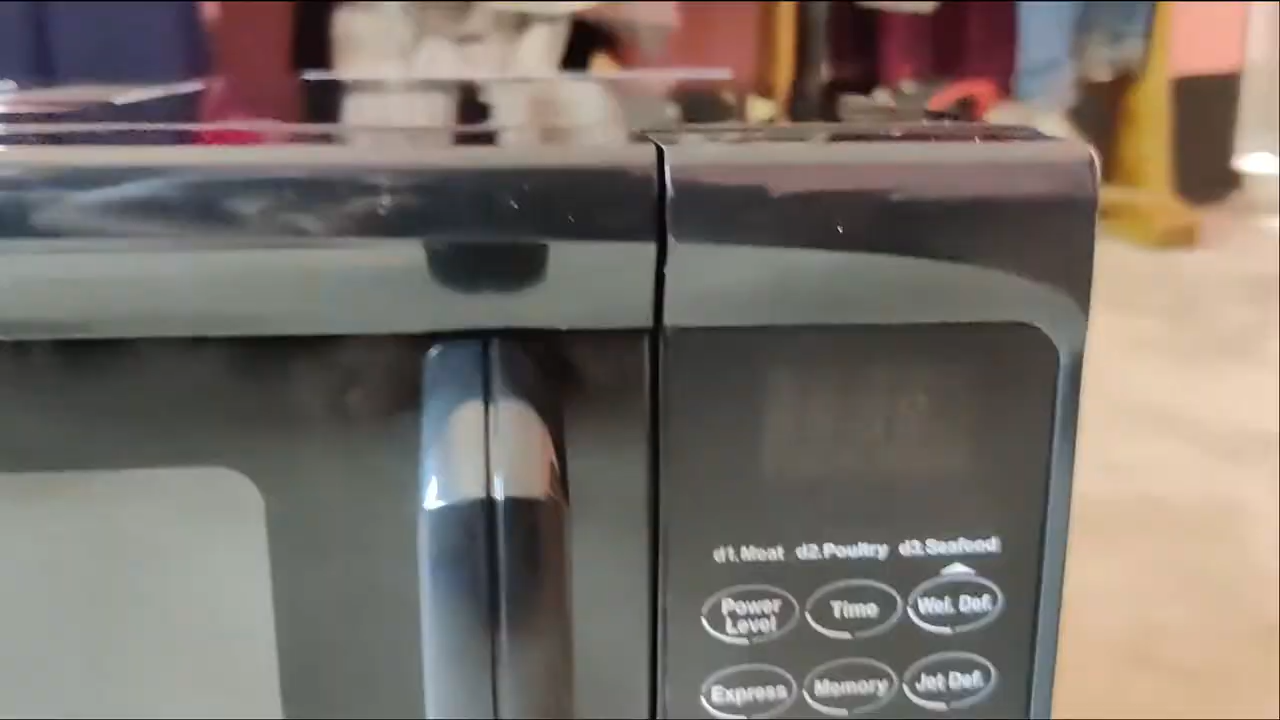 d1.Meat d2.Poultry d3.Seafood
Power Level Time Wei. Def.
Express Memory Jet Def.